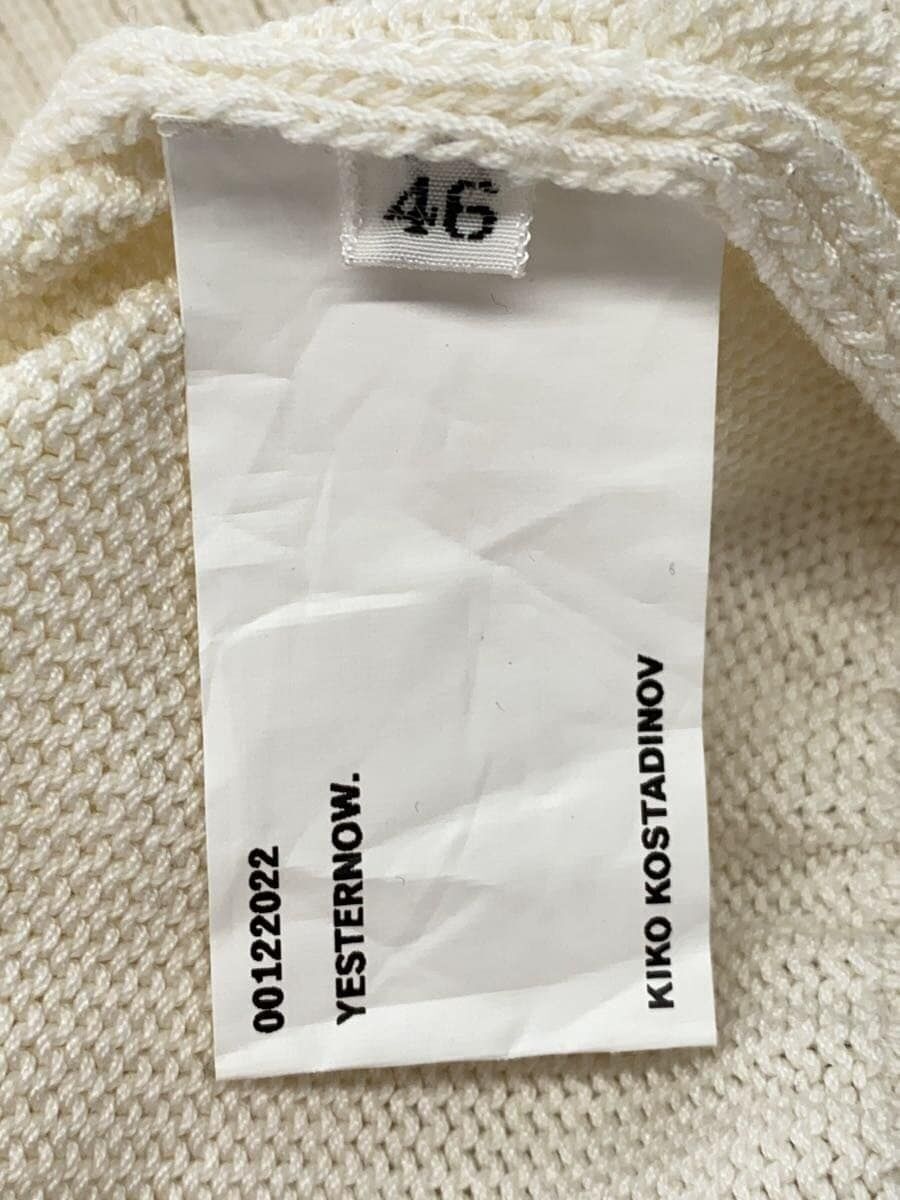 46
00122022
YESTERNOW.
KIKO KOSTADINOV